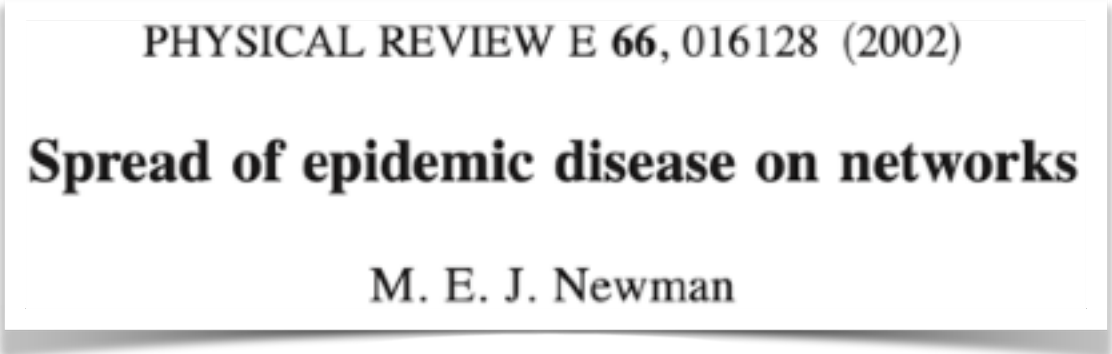 PHYSICAL REVIEW E 66, 016128 (2002)
Spread of epidemic disease on networks
M. E. J. Newman